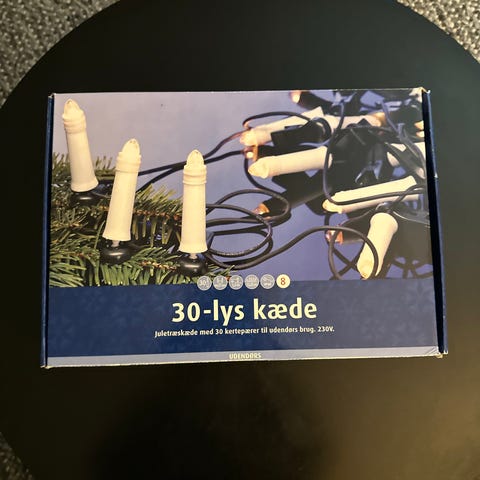 8
30-lys kæde
Juletræskæde med 30 kertepærer til udendørs brug. 230V.
UDENDØRS